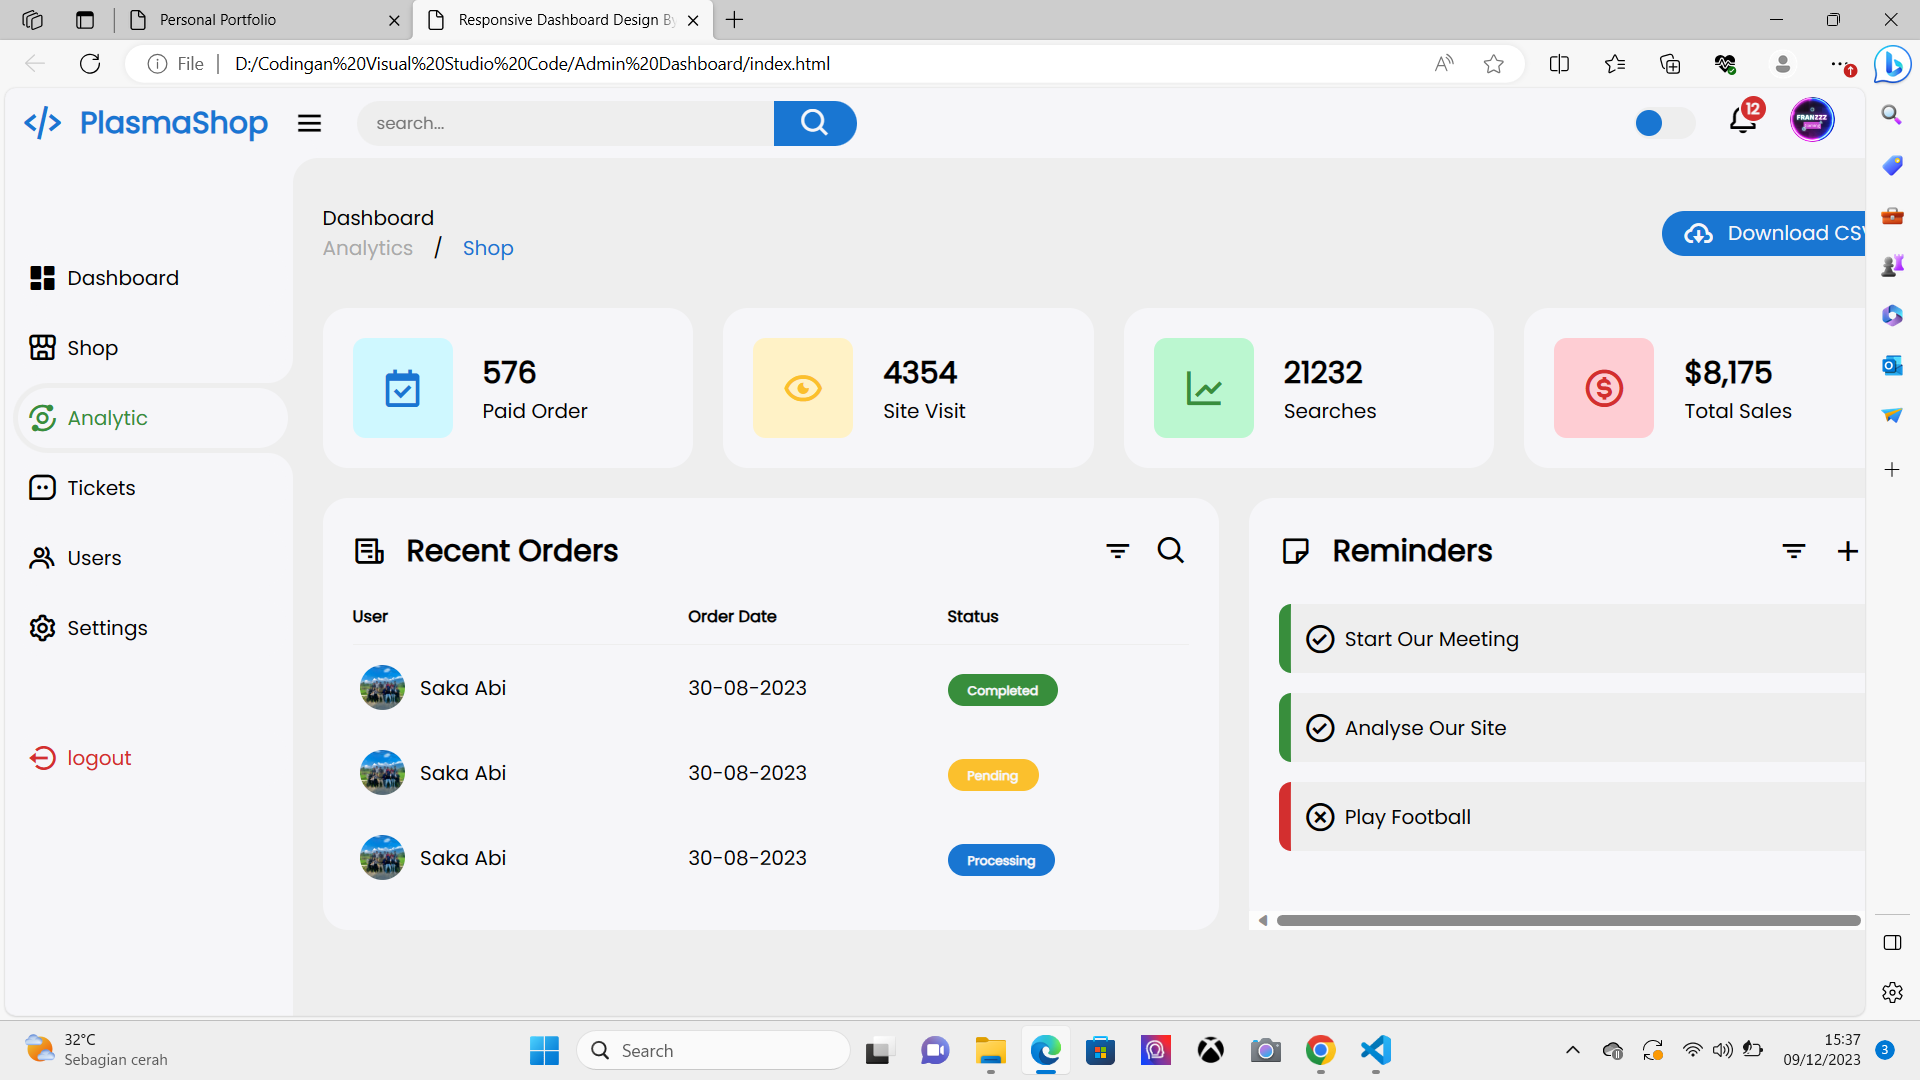 Personal Portfolio
Responsive Dashboard Design By
File
D:/Codingan%20Visual%20Studio%20Code/Admin%20Dashboard/index.html
</> PlasmaShop
search...
12
FRANZZZ
Dashboard
Analytics / Shop
Download CSV
Dashboard
Shop
Analytic
Tickets
Users
Settings
logout
576
Paid Order
4354
Site Visit
21232
Searches
$8,175
Total Sales
Recent Orders
User Order Date Status
Saka Abi 30-08-2023 Completed
Saka Abi 30-08-2023 Pending
Saka Abi 30-08-2023 Processing
Reminders
Start Our Meeting
Analyse Our Site
Play Football
32°C
Sebagian cerah
Search
15:37
09/12/2023
3